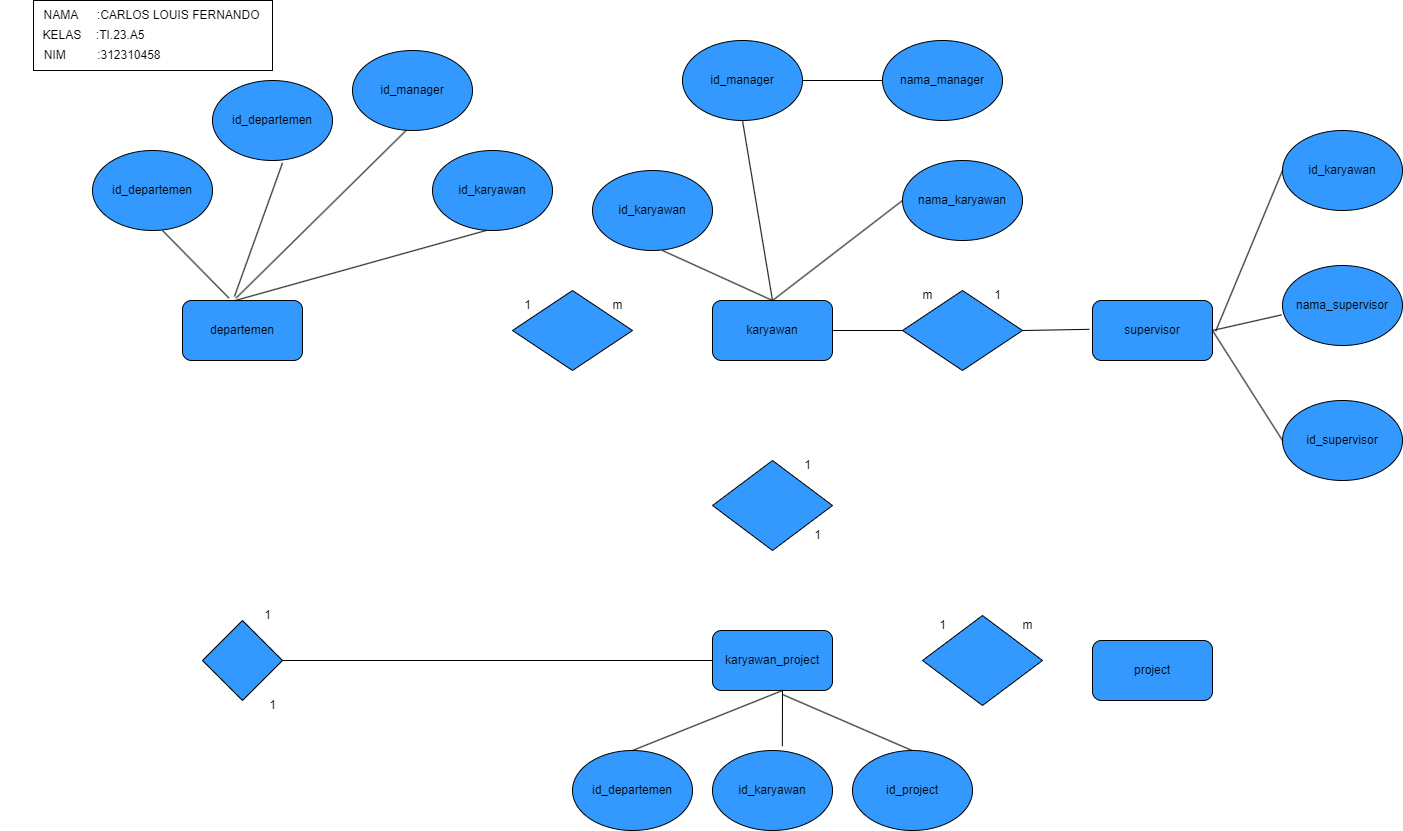 NAMA :CARLOS LOUIS FERNANDO
KELAS :TI.23.A5
NIM :312310458
id_manager
id_departemen
id_departemen
id_karyawan
id_manager
nama_manager
id_karyawan
nama_karyawan
id_karyawan
nama_supervisor
id_supervisor
departemen
1
m
karyawan
m
1
supervisor
1
1
1
1
karyawan_project
1
m
project
id_departemen
id_karyawan
id_project